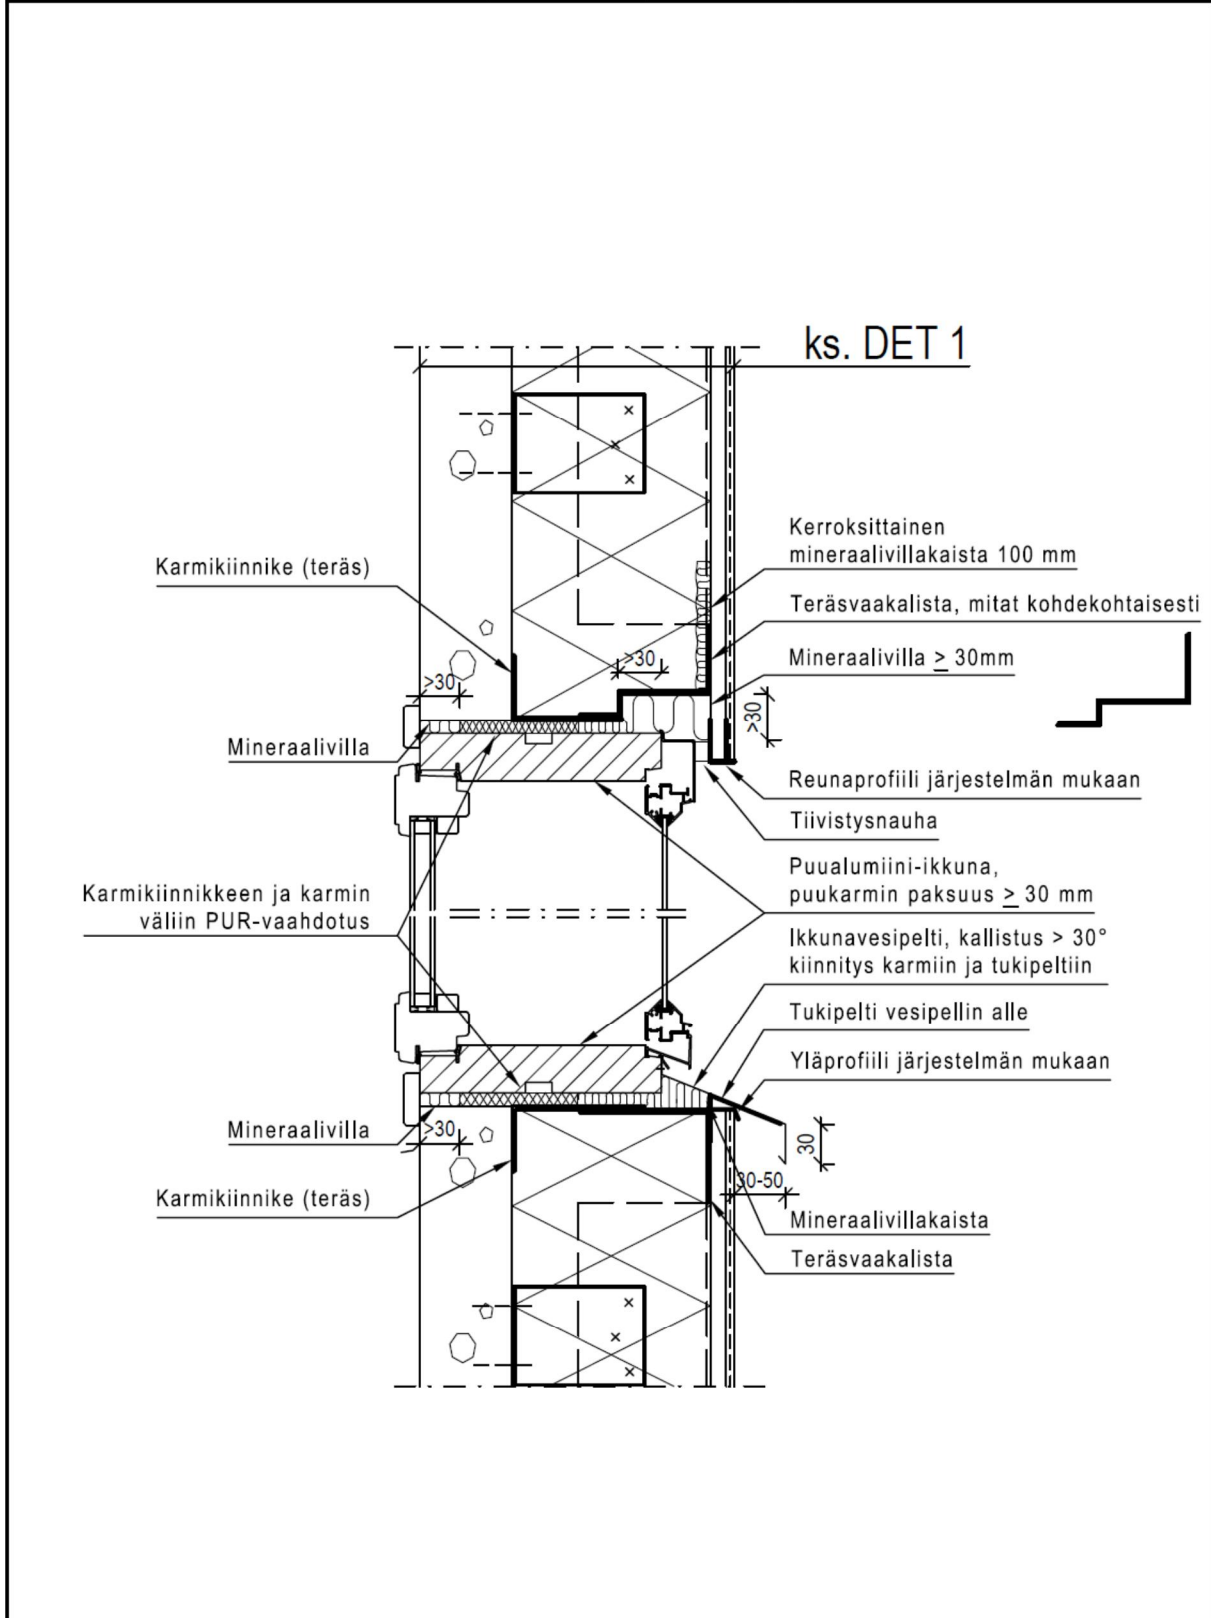 ks. DET 1
Kerroksittainen
mineraalivillakaista 100 mm
Karmikiinnike (teräs)
Teräsvaakalista, mitat kohdekohtaisesti
>30
Mineraalivilla ≥ 30mm
>30
>30
Mineraalivilla
Reunaprofiili järjestelmän mukaan
Tiivistysnauha
Puualumiini-ikkuna,
puukarmin paksuus ≥ 30 mm
Karmikiinnikkeen ja karmin
väliin PUR-vaahdotus
Ikkunavesipelti, kallistus > 30°
kiinnitys karmiin ja tukipeltiin
Tukipelti vesipellin alle
Yläprofiili järjestelmän mukaan
Mineraalivilla
>30
30
30-50
Karmikiinnike (teräs)
Mineraalivillakaista
Teräsvaakalista